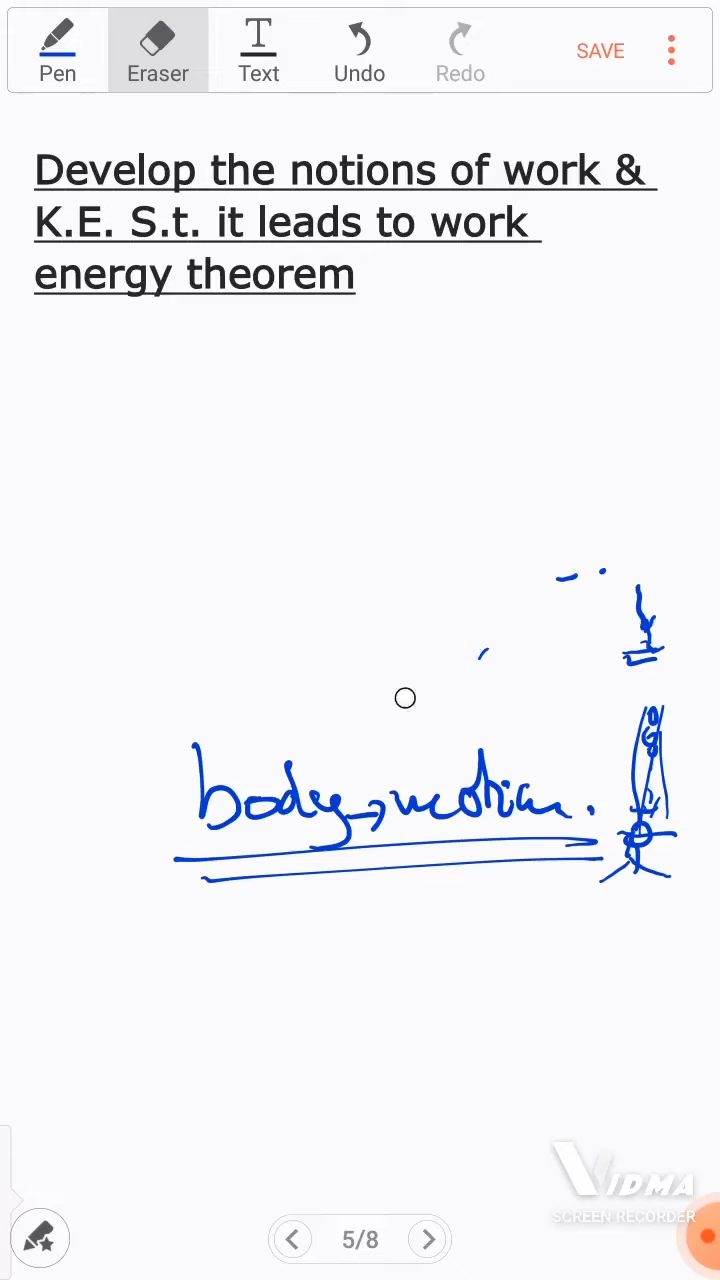 Pen Eraser Text Undo Redo SAVE
Develop the notions of work &
K.E. S.t. it leads to work
energy theorem
body → motion.
VIDMA
SCREEN RECORDER
5/8